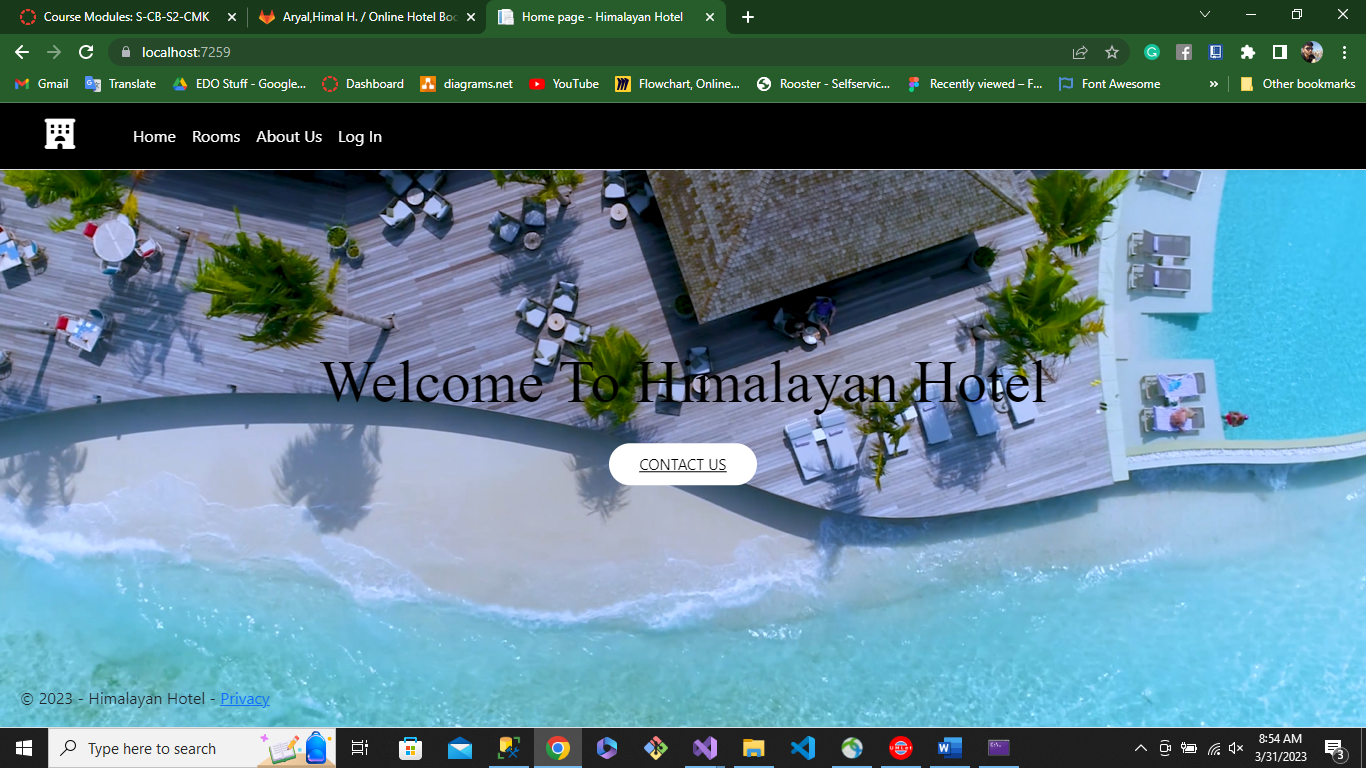 Course Modules: S-CB-S2-CMK
Aryal,Himal H. / Online Hotel Boo
Home page - Himalayan Hotel
localhost:7259
Gmail
Translate
EDO Stuff - Google...
Dashboard
diagrams.net
YouTube
Flowchart, Online...
Rooster - Selfservic...
Recently viewed – F...
Font Awesome
»
Other bookmarks
Home
Rooms
About Us
Log In
Welcome To Himalayan Hotel
CONTACT US
© 2023 - Himalayan Hotel - Privacy
Type here to search
8:54 AM
3/31/2023
3